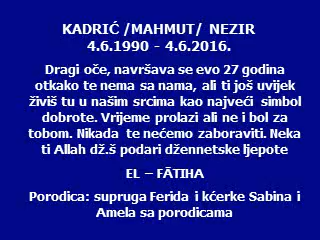 KADRIĆ /MAHMUT/ NEZIR
4.6.1990 - 4.6.2016.
Dragi oče, navršava se evo 27 godina
otkako te nema sa nama, ali ti još uvijek
živiš tu u našim srcima kao najveći simbol
dobrote. Vrijeme prolazi ali ne i bol za
tobom. Nikada te nećemo zaboraviti. Neka
ti Allah dž.š podari džennetske ljepote
EL – FĀTIHA
Porodica: supruga Ferida i kćerke Sabina i
Amela sa porodicama